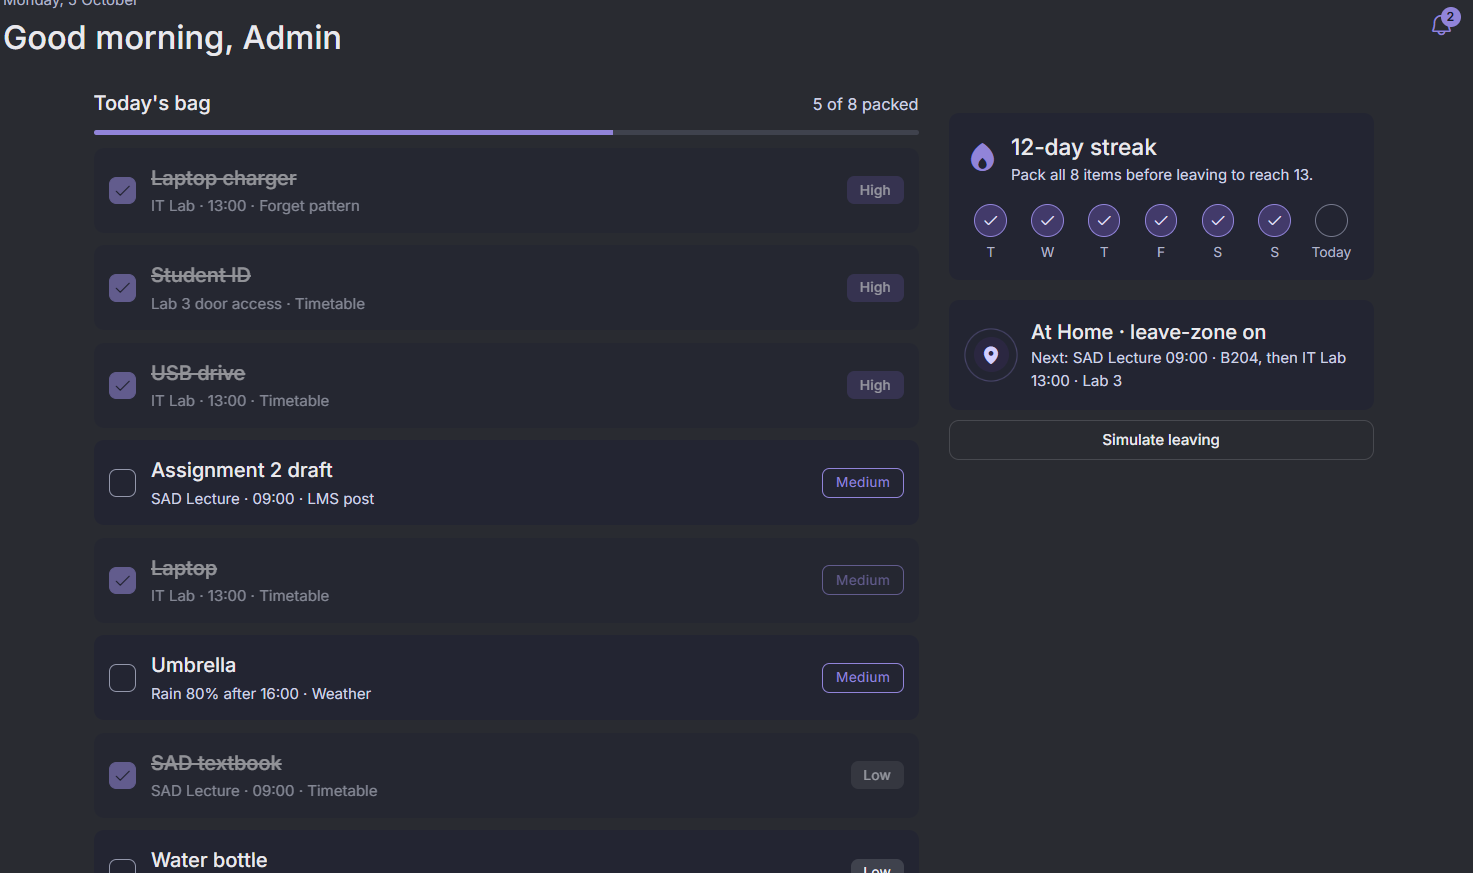 Monday, 5 October
Good morning, Admin
2
Today's bag
5 of 8 packed
Laptop charger
IT Lab · 13:00 · Forget pattern
High
Student ID
Lab 3 door access · Timetable
High
USB drive
IT Lab · 13:00 · Timetable
High
Assignment 2 draft
SAD Lecture · 09:00 · LMS post
Medium
Laptop
IT Lab · 13:00 · Timetable
Medium
Umbrella
Rain 80% after 16:00 · Weather
Medium
SAD textbook
SAD Lecture · 09:00 · Timetable
Low
Water bottle
Low
12-day streak
Pack all 8 items before leaving to reach 13.
T W T F S S Today
At Home · leave-zone on
Next: SAD Lecture 09:00 · B204, then IT Lab
13:00 · Lab 3
Simulate leaving